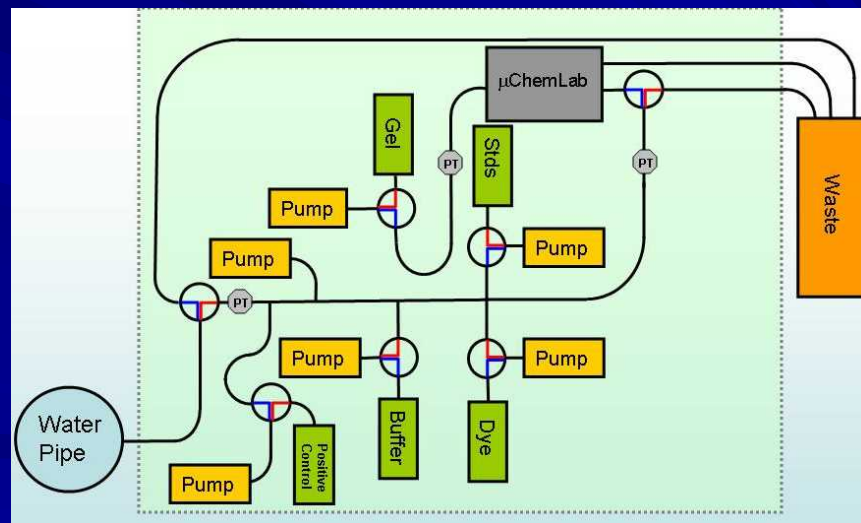 μChemLab
Gel
PT
Stds
PT
Waste
Pump
Pump
Pump
PT
Pump
Pump
Water
Pipe
Buffer
Dye
Positive
Control
Pump